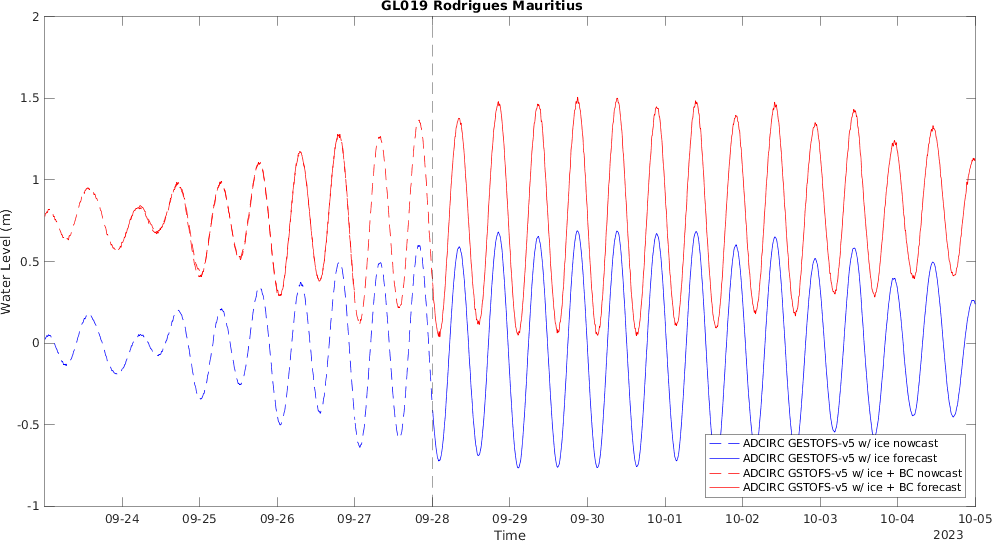 GL019 Rodrigues Mauritius
2
1.5
1
0.5
0
-0.5
-1
Water Level (m)
09-24
09-25
09-26
09-27
09-28
09-29
09-30
10-01
10-02
10-03
10-04
10-05
Time
2023
ADCIRC GESTOFS-v5 w/ ice nowcast
ADCIRC GESTOFS-v5 w/ ice forecast
ADCIRC GSTOFS-v5 w/ ice + BC nowcast
ADCIRC GSTOFS-v5 w/ ice + BC forecast